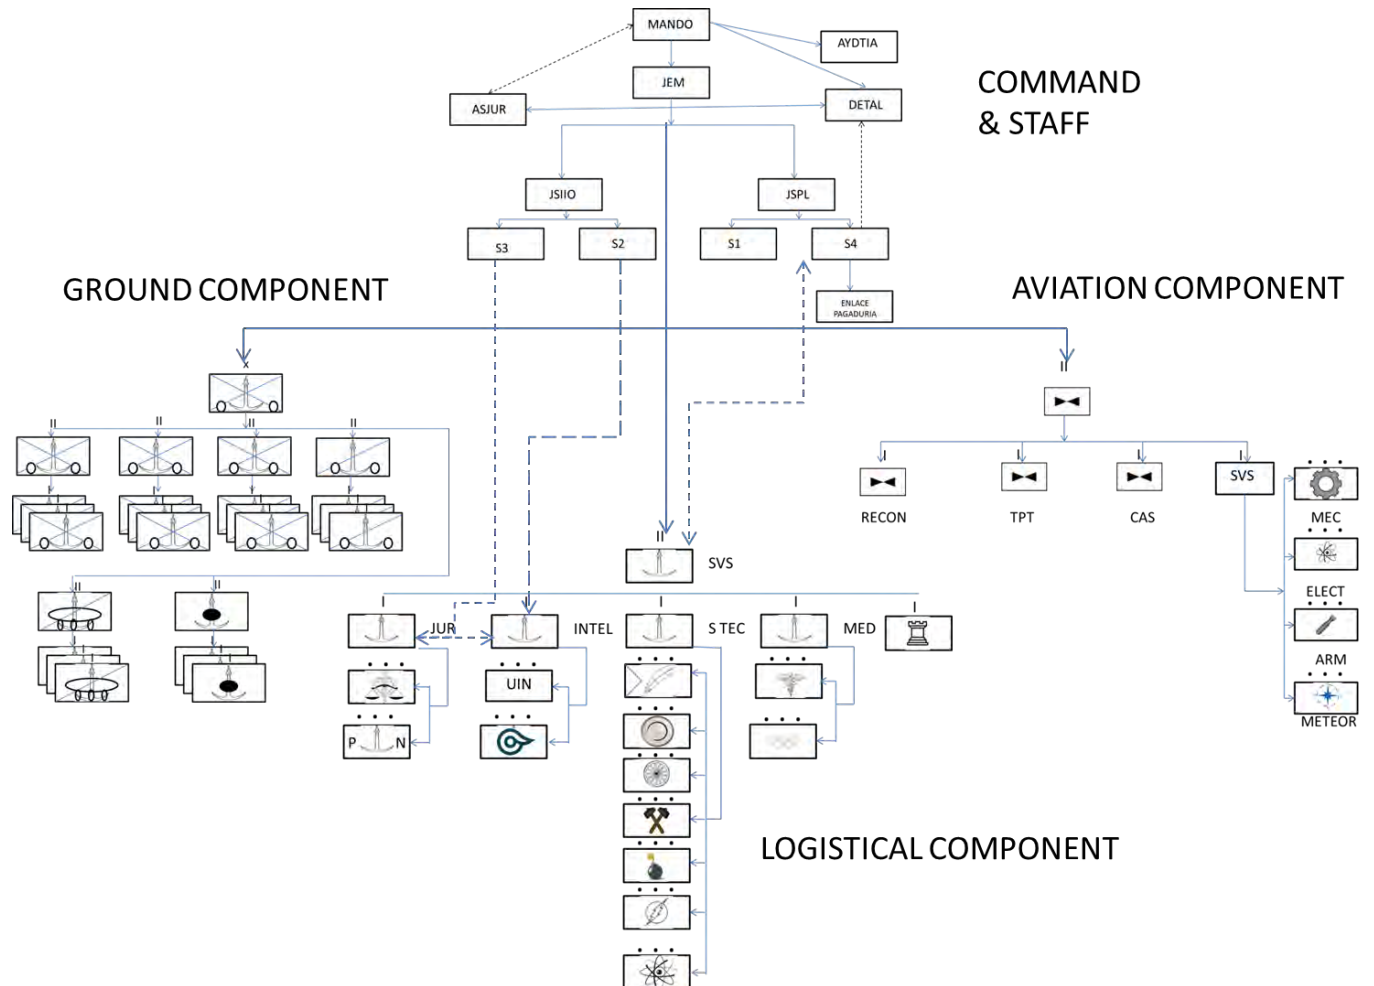 MANDO
AYDTIA
JEM
COMMAND
& STAFF
ASJUR
DETAL
JSIIO
JSPL
S3
S2
S1
S4
GROUND COMPONENT
AVIATION COMPONENT
ENLACE
PAGADURIA
X
II
II
II
II
II
II
I
I
I
I
SVS
RECON
TPT
CAS
MEC
II
SVS
ELECT
II
II
I
I
I
I
I
JUR
INTEL
S TEC
MED
ARM
UIN
METEOR
P N
LOGISTICAL COMPONENT